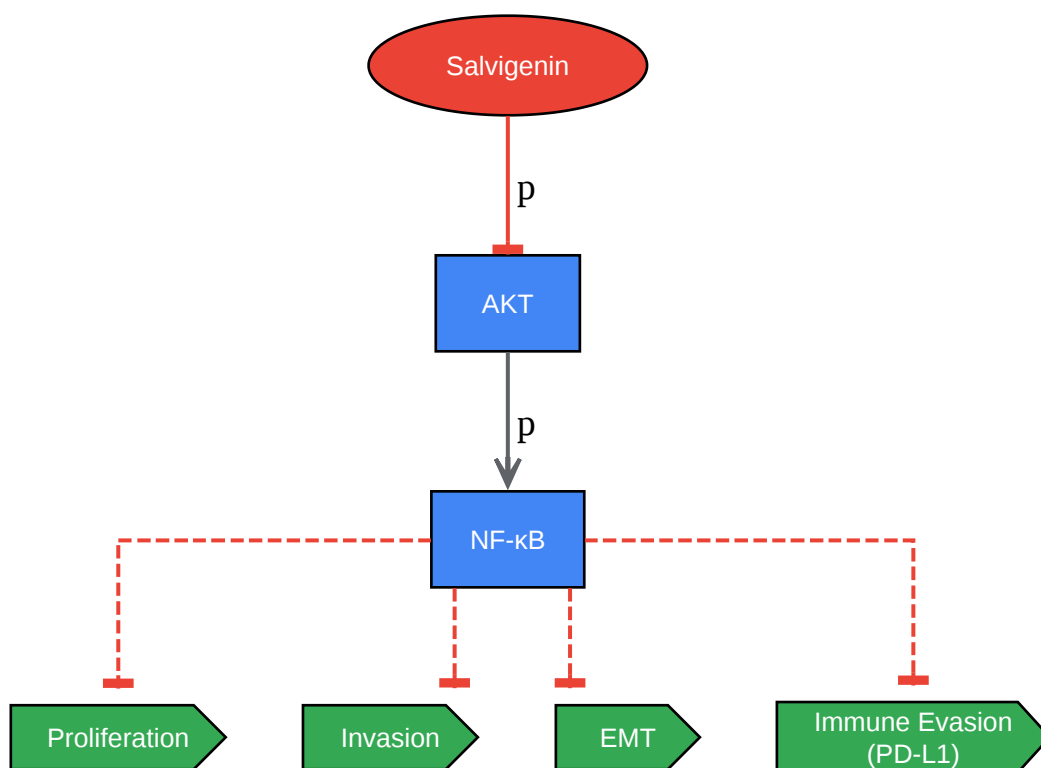 Salvigenin
p
AKT
p
NF-κB
Proliferation
Invasion
EMT
Immune Evasion
(PD-L1)